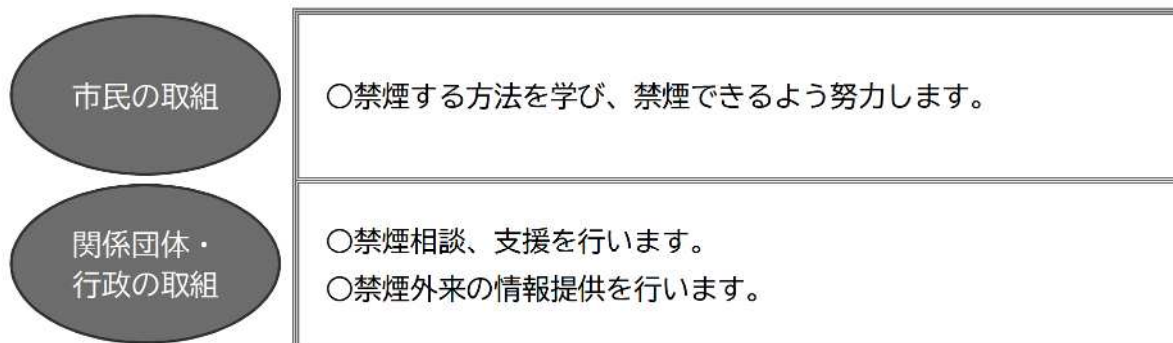 市民の取組
○禁煙する方法を学び、禁煙できるよう努力します。
関係団体・
行政の取組
○禁煙相談、支援を行います。
○禁煙外来の情報提供を行います。